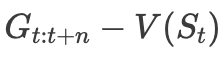 $G_{t:t+n} - V(S_t)$